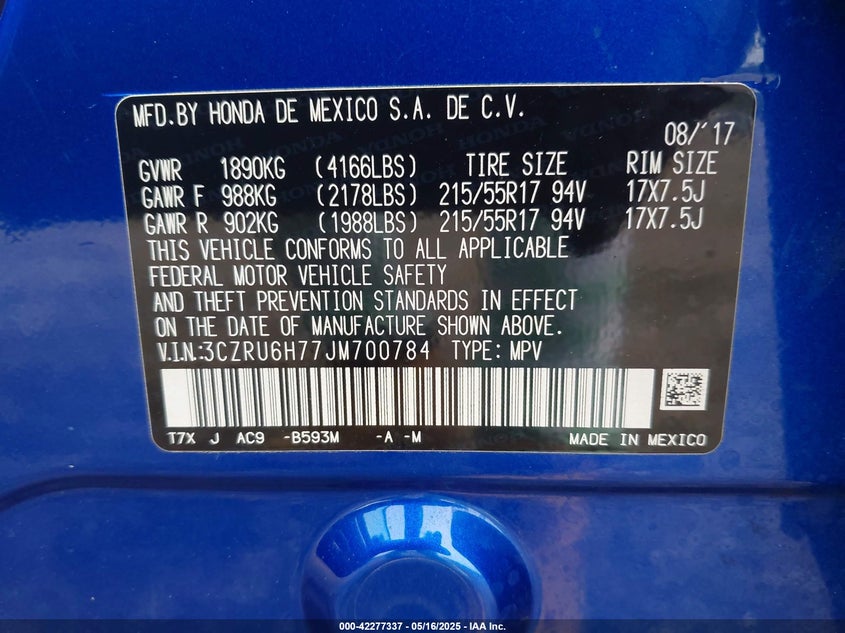 MFD.BY HONDA DE MEXICO S.A. DE C.V.
08/'17
GVWR 1890KG (4166LBS) TIRE SIZE RIM SIZE
GAWR F 988KG (2178LBS) 215/55R17 94V 17X7.5J
GAWR R 902KG (1988LBS) 215/55R17 94V 17X7.5J
THIS VEHICLE CONFORMS TO ALL APPLICABLE
FEDERAL MOTOR VEHICLE SAFETY
AND THEFT PREVENTION STANDARDS IN EFFECT
ON THE DATE OF MANUFACTURE SHOWN ABOVE.
V.I.N.:3CZRU6H77JM700784 TYPE: MPV
T7X J AC9 -B593M -A -M MADE IN MEXICO
000-42277337 - 05/16/2025 - IAA Inc.